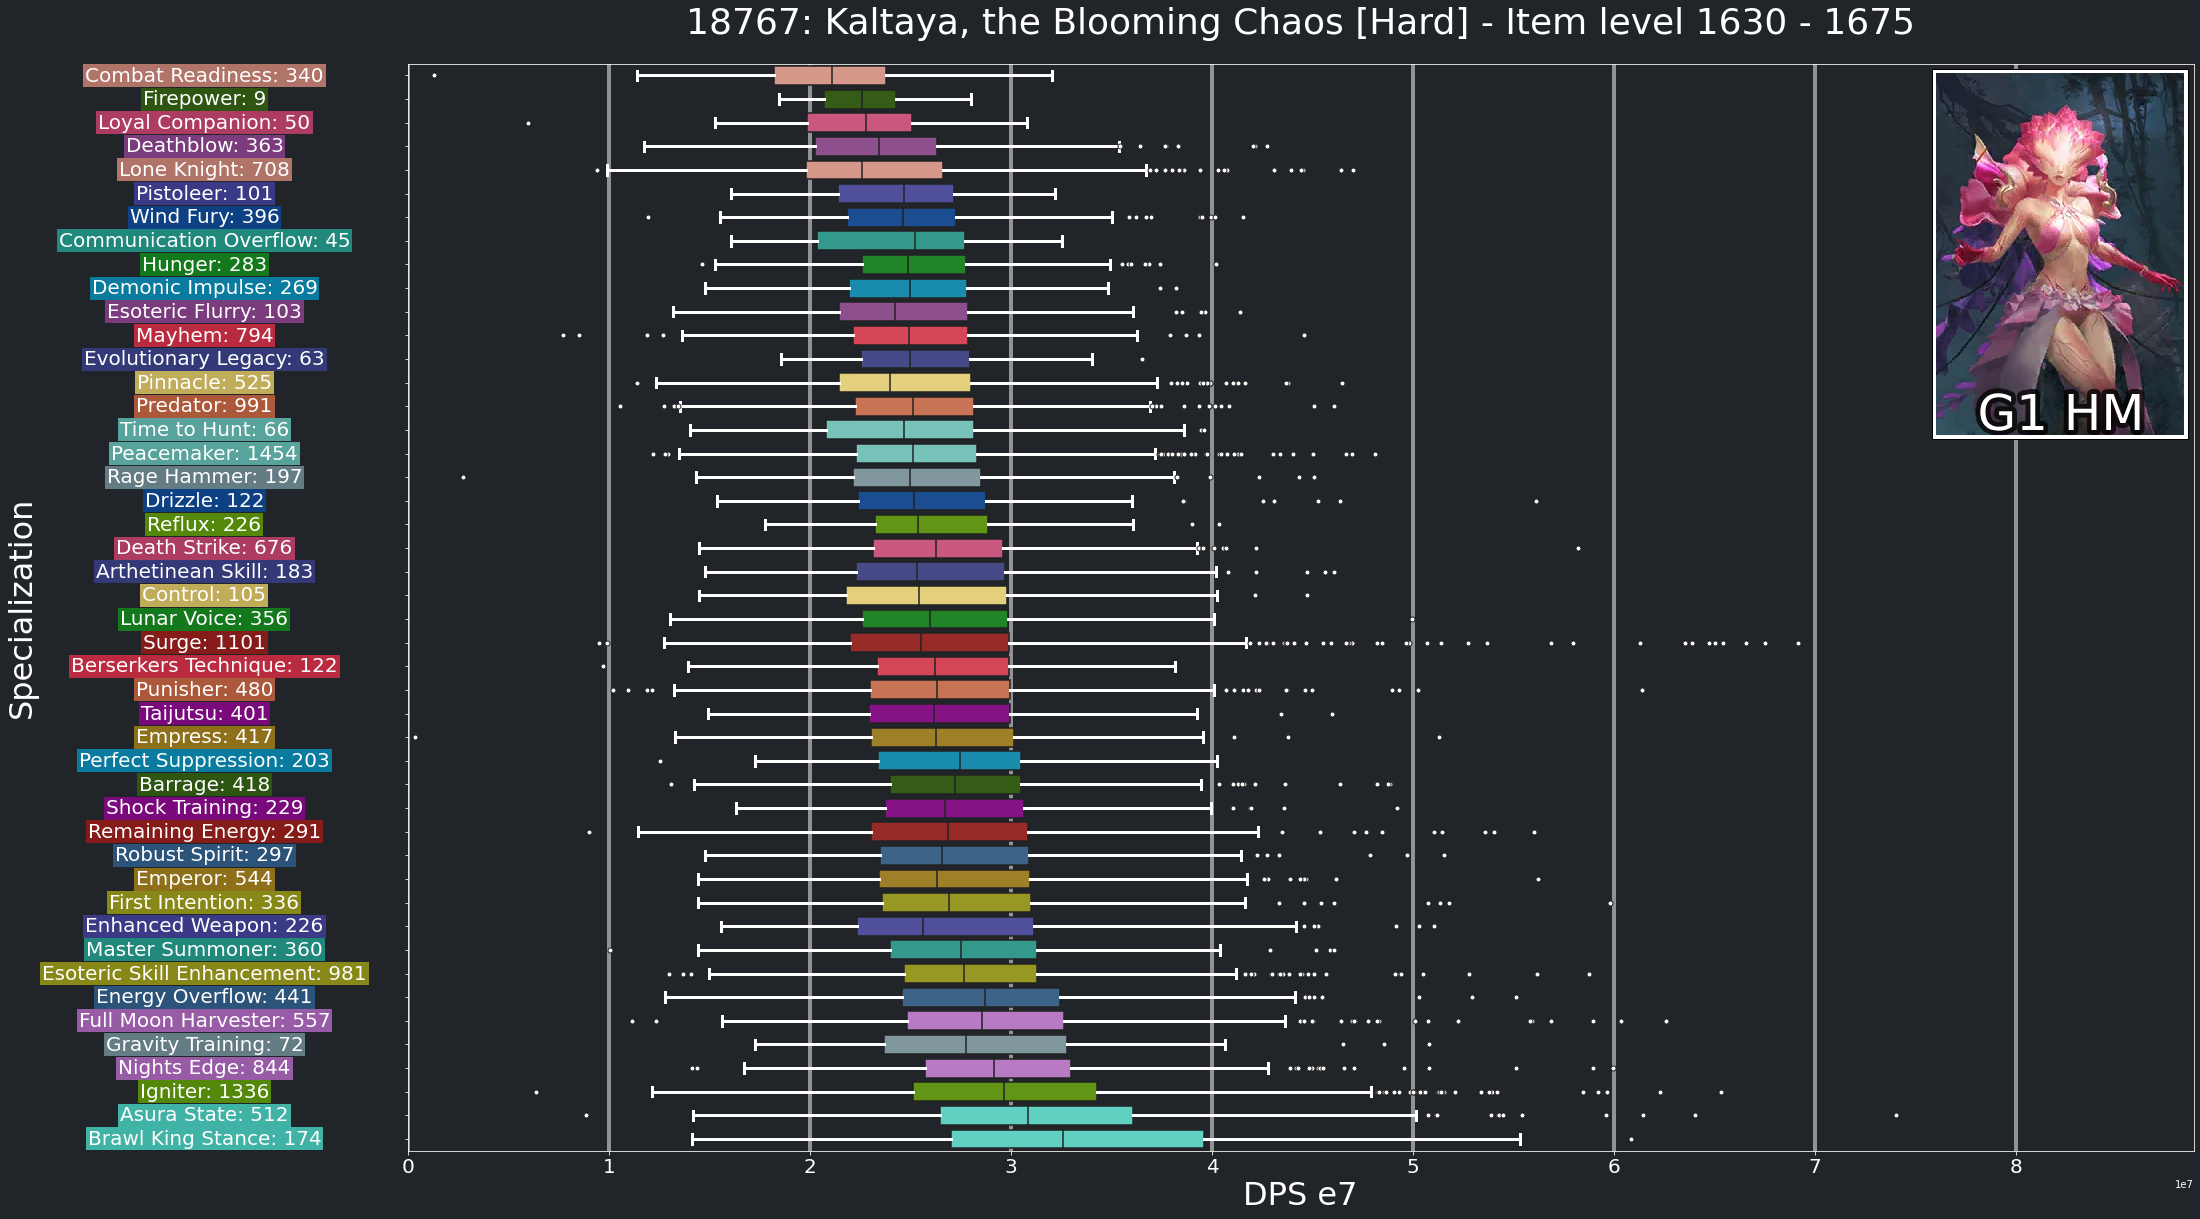 18767: Kaltaya, the Blooming Chaos [Hard] - Item level 1630 - 1675
Combat Readiness: 340
Firepower: 9
Loyal Companion: 50
Deathblow: 363
Lone Knight: 708
Pistoleer: 101
Wind Fury: 396
Communication Overflow: 45
Hunger: 283
Demonic Impulse: 269
Esoteric Flurry: 103
Mayhem: 794
Evolutionary Legacy: 63
Pinnacle: 525
Predator: 991
Time to Hunt: 66
Peacemaker: 1454
Rage Hammer: 197
Drizzle: 122
Reflux: 226
Death Strike: 676
Arthetinean Skill: 183
Control: 105
Lunar Voice: 356
Surge: 1101
Berserkers Technique: 122
Punisher: 480
Taijutsu: 401
Empress: 417
Perfect Suppression: 203
Barrage: 418
Shock Training: 229
Remaining Energy: 291
Robust Spirit: 297
Emperor: 544
First Intention: 336
Enhanced Weapon: 226
Master Summoner: 360
Esoteric Skill Enhancement: 981
Energy Overflow: 441
Full Moon Harvester: 557
Gravity Training: 72
Nights Edge: 844
Igniter: 1336
Asura State: 512
Brawl King Stance: 174
Specialization
G1 HM
0 1 2 3 4 5 6 7 8
DPS e7
1e7